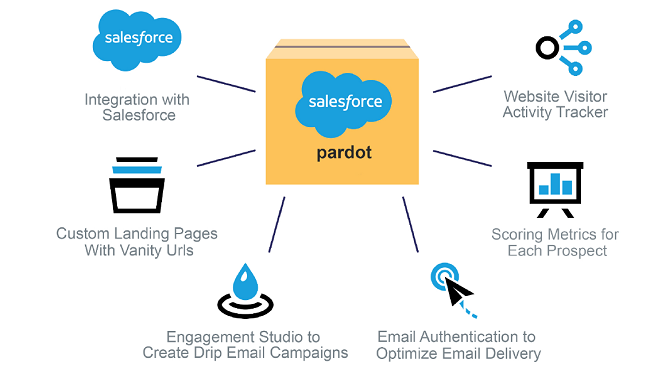 salesforce
Integration with
Salesforce
salesforce
pardot
Website Visitor
Activity Tracker
Custom Landing Pages
With Vanity Urls
Scoring Metrics for
Each Prospect
Engagement Studio to
Create Drip Email Campaigns
Email Authentication to
Optimize Email Delivery